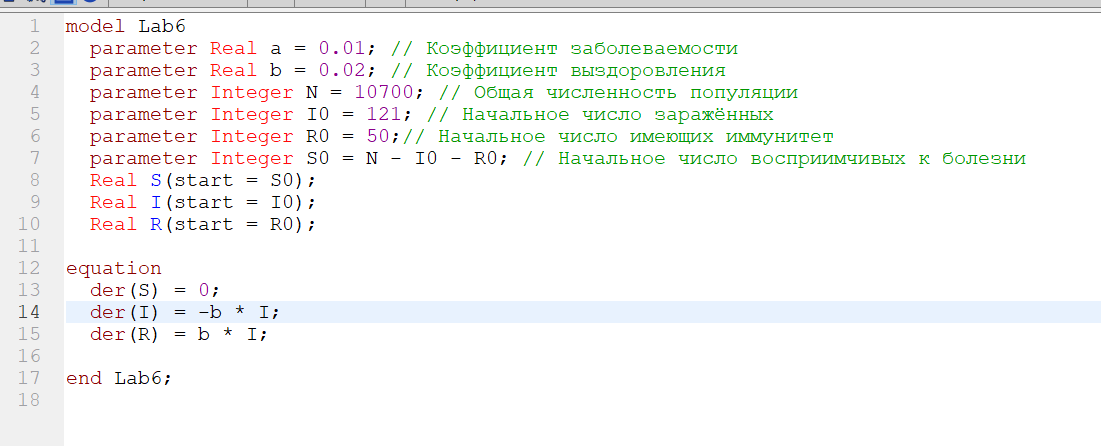 1 model Lab6
2   parameter Real a = 0.01; // Коэффициент заболеваемости
3   parameter Real b = 0.02; // Коэффициент выздоровления
4   parameter Integer N = 10700; // Общая численность популяции
5   parameter Integer I0 = 121; // Начальное число заражённых
6   parameter Integer R0 = 50;// Начальное число имеющих иммунитет
7   parameter Integer S0 = N - I0 - R0; // Начальное число восприимчивых к болезни
8   Real S(start = S0);
9   Real I(start = I0);
10   Real R(start = R0);
11
12 equation
13   der(S) = 0;
14   der(I) = -b * I;
15   der(R) = b * I;
16
17 end Lab6;
18